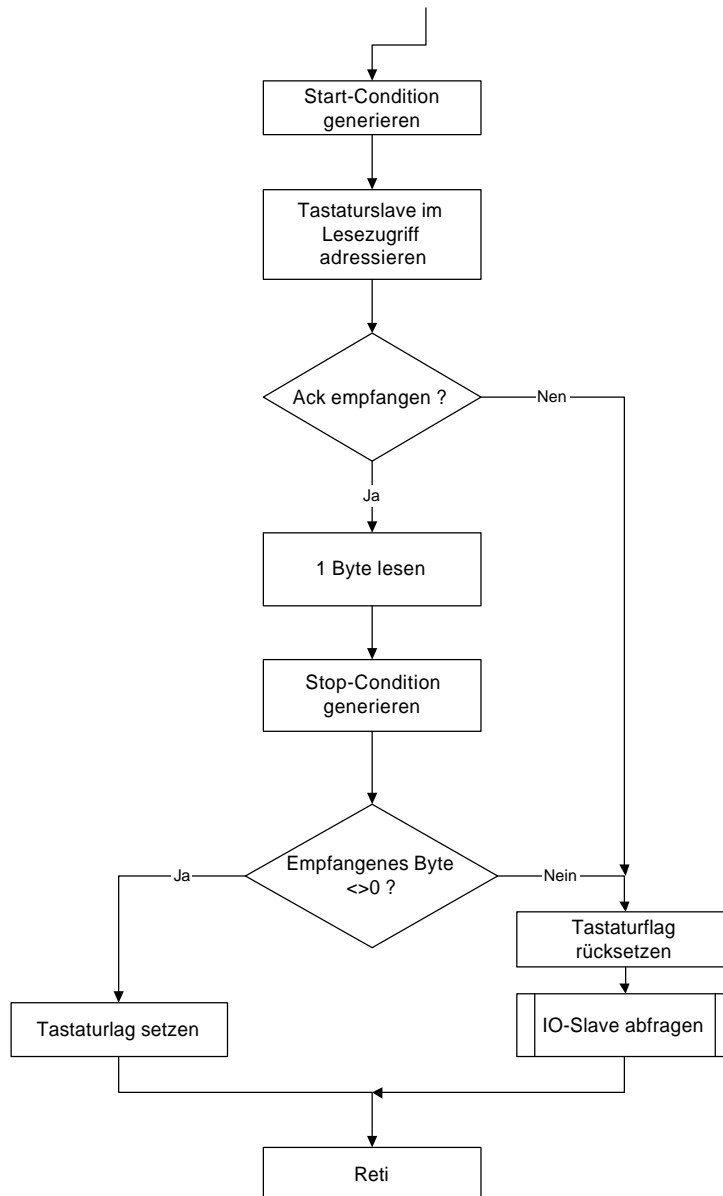 Start-Condition
generieren
Tastaturslave im
Lesezugriff
adressieren
Ack empfangen ?
Nen
Ja
1 Byte lesen
Stop-Condition
generieren
Empfangenes Byte
<>0 ?
Ja
Nein
Tastaturflag
rücksetzen
Tastaturlag setzen
IO-Slave abfragen
Reti